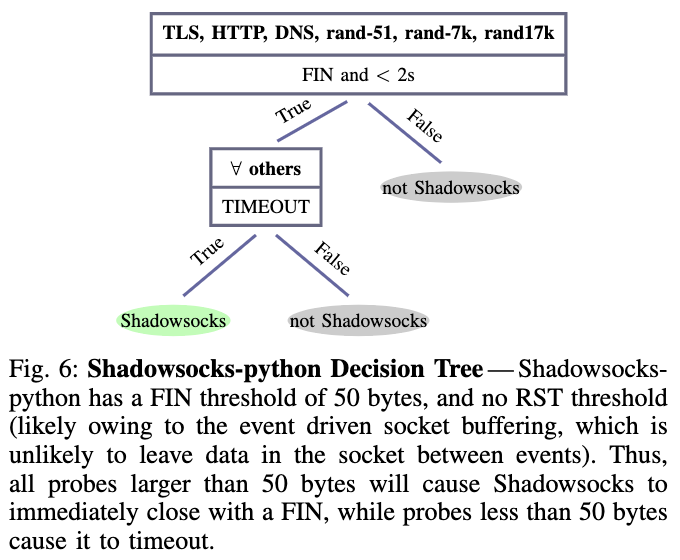 TLS, HTTP, DNS, rand-51, rand-7k, rand17k
FIN and < 2s
True
False
∀ others
TIMEOUT
not Shadowsocks
True
False
Shadowsocks
not Shadowsocks
Fig. 6: Shadowsocks-python Decision Tree — Shadowsocks-
python has a FIN threshold of 50 bytes, and no RST threshold
(likely owing to the event driven socket buffering, which is
unlikely to leave data in the socket between events). Thus,
all probes larger than 50 bytes will cause Shadowsocks to
immediately close with a FIN, while probes less than 50 bytes
cause it to timeout.